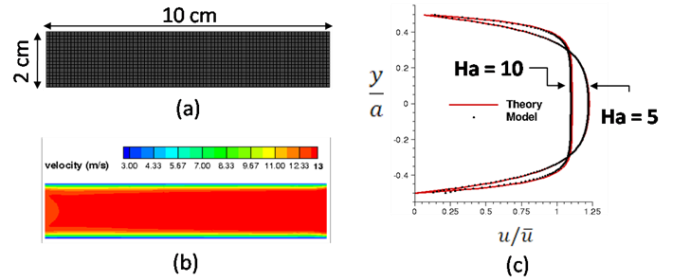 10 cm
2 cm
(a)
velocity (m/s)
3.00 4.33 5.67 7.00 8.33 9.67 11.00 12.33 13
(b)
0.4
0.2
0
-0.2
-0.4
y/a
Ha = 10
Ha = 5
Theory
Model
0 0.25 0.5 0.75 1 1.25
u/ū
(c)